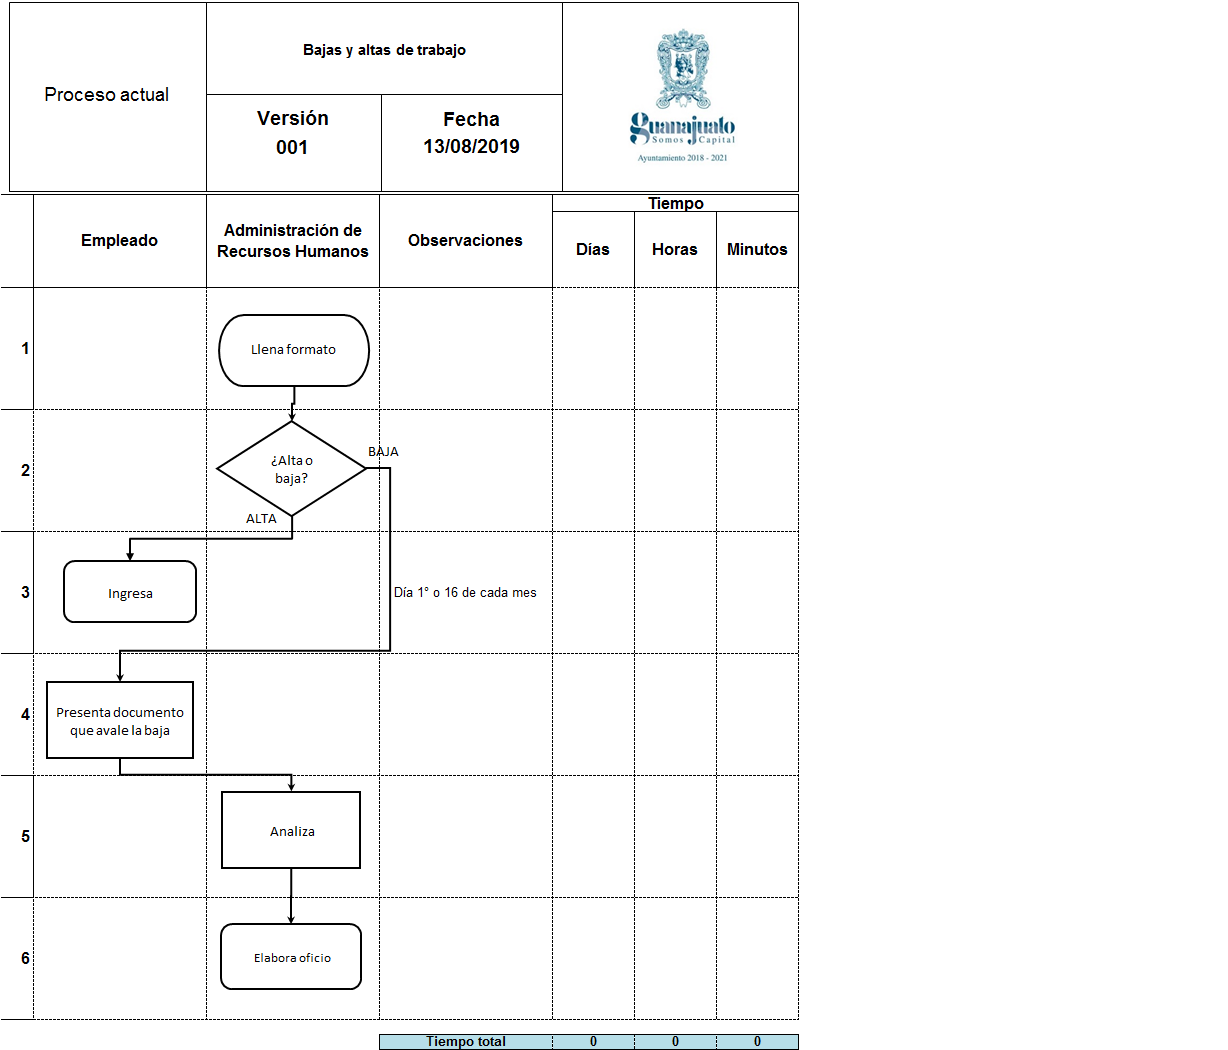 Proceso actual
Bajas y altas de trabajo
Versión
001
Fecha
13/08/2019
Guanajuato
Somos Capital
Ayuntamiento 2018 - 2021
Empleado
Administración de
Recursos Humanos
Observaciones
Tiempo
Días
Horas
Minutos
1
Llena formato
2
¿Alta o
baja?
BAJA
ALTA
3
Ingresa
Día 1° o 16 de cada mes
4
Presenta documento
que avale la baja
5
Analiza
6
Elabora oficio
Tiempo total
0
0
0